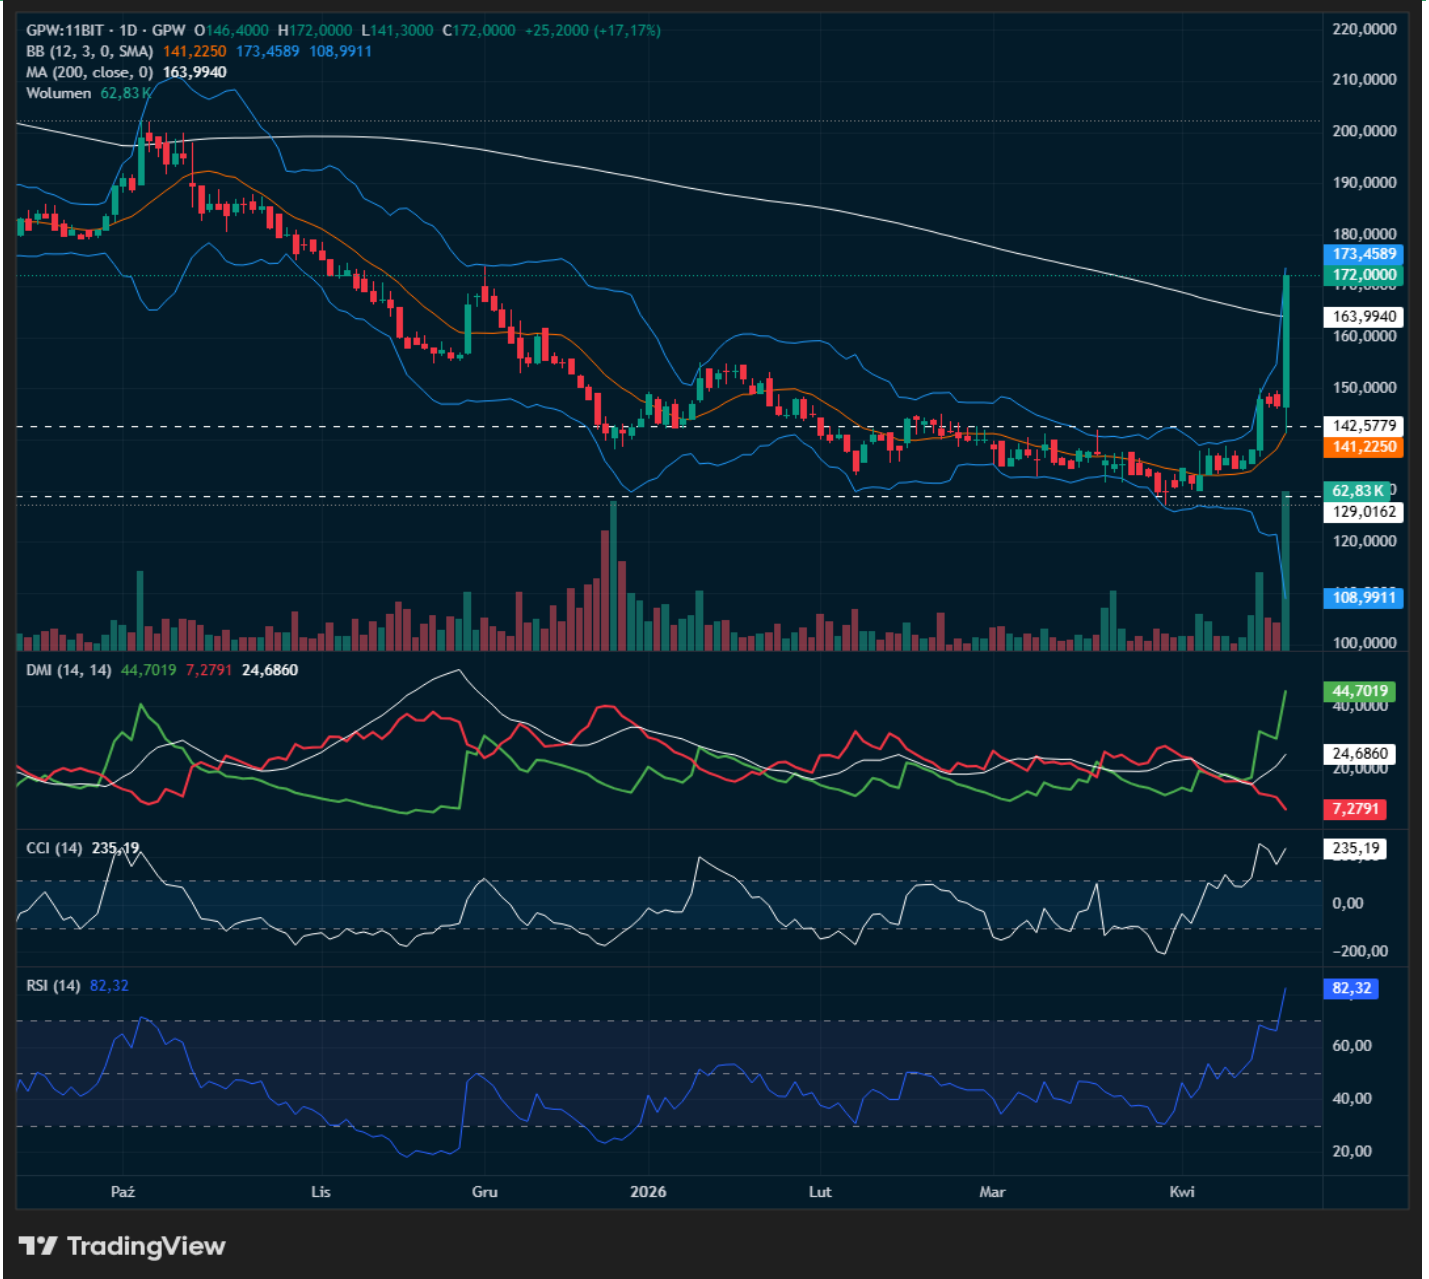 GPW:11BIT · 1D · GPW O146,4000 H172,0000 L141,3000 C172,0000 +25,2000 (+17,17%)
BB (12, 3, 0, SMA) 141,2250 173,4589 108,9911
MA (200, close, 0) 163,9940
Wolumen 62,83 K
220,0000
210,0000
200,0000
190,0000
180,0000
173,4589
172,0000
170,0000
163,9940
160,0000
150,0000
142,5779
141,2250
62,83 K
129,0162
120,0000
108,9911
100,0000
DMI (14, 14) 44,7019 7,2791 24,6860
44,7019
40,0000
24,6860
20,0000
7,2791
CCI (14) 235,19
235,19
0,00
−200,00
RSI (14) 82,32
82,32
60,00
40,00
20,00
Paź Lis Gru 2026 Lut Mar Kwi
TradingView